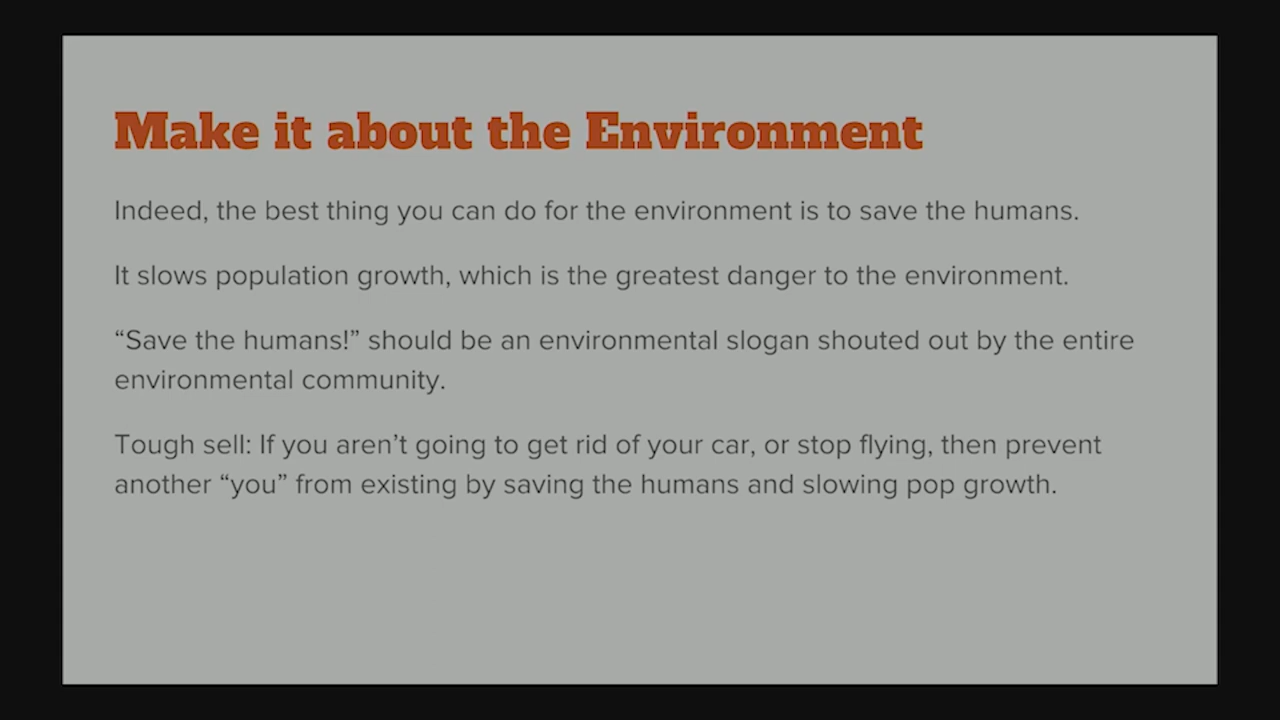 Make it about the Environment
Indeed, the best thing you can do for the environment is to save the humans.
It slows population growth, which is the greatest danger to the environment.
“Save the humans!” should be an environmental slogan shouted out by the entire
environmental community.
Tough sell: If you aren’t going to get rid of your car, or stop flying, then prevent
another “you” from existing by saving the humans and slowing pop growth.